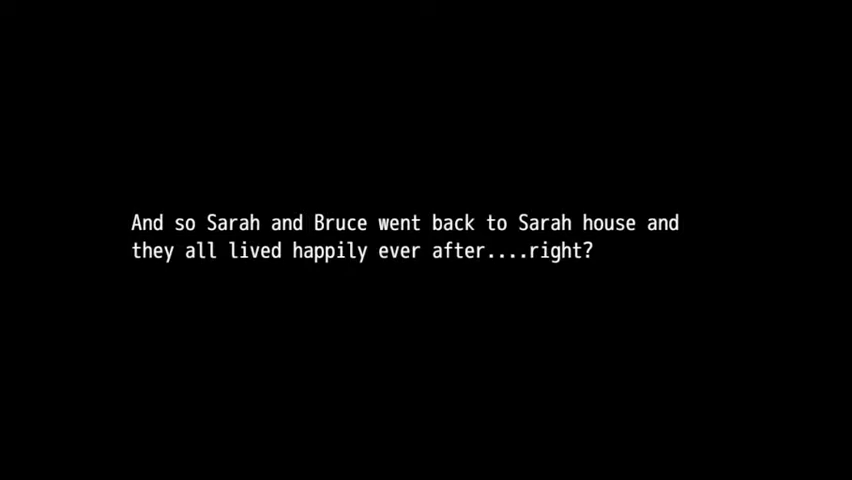 And so Sarah and Bruce went back to Sarah house and
they all lived happily ever after....right?